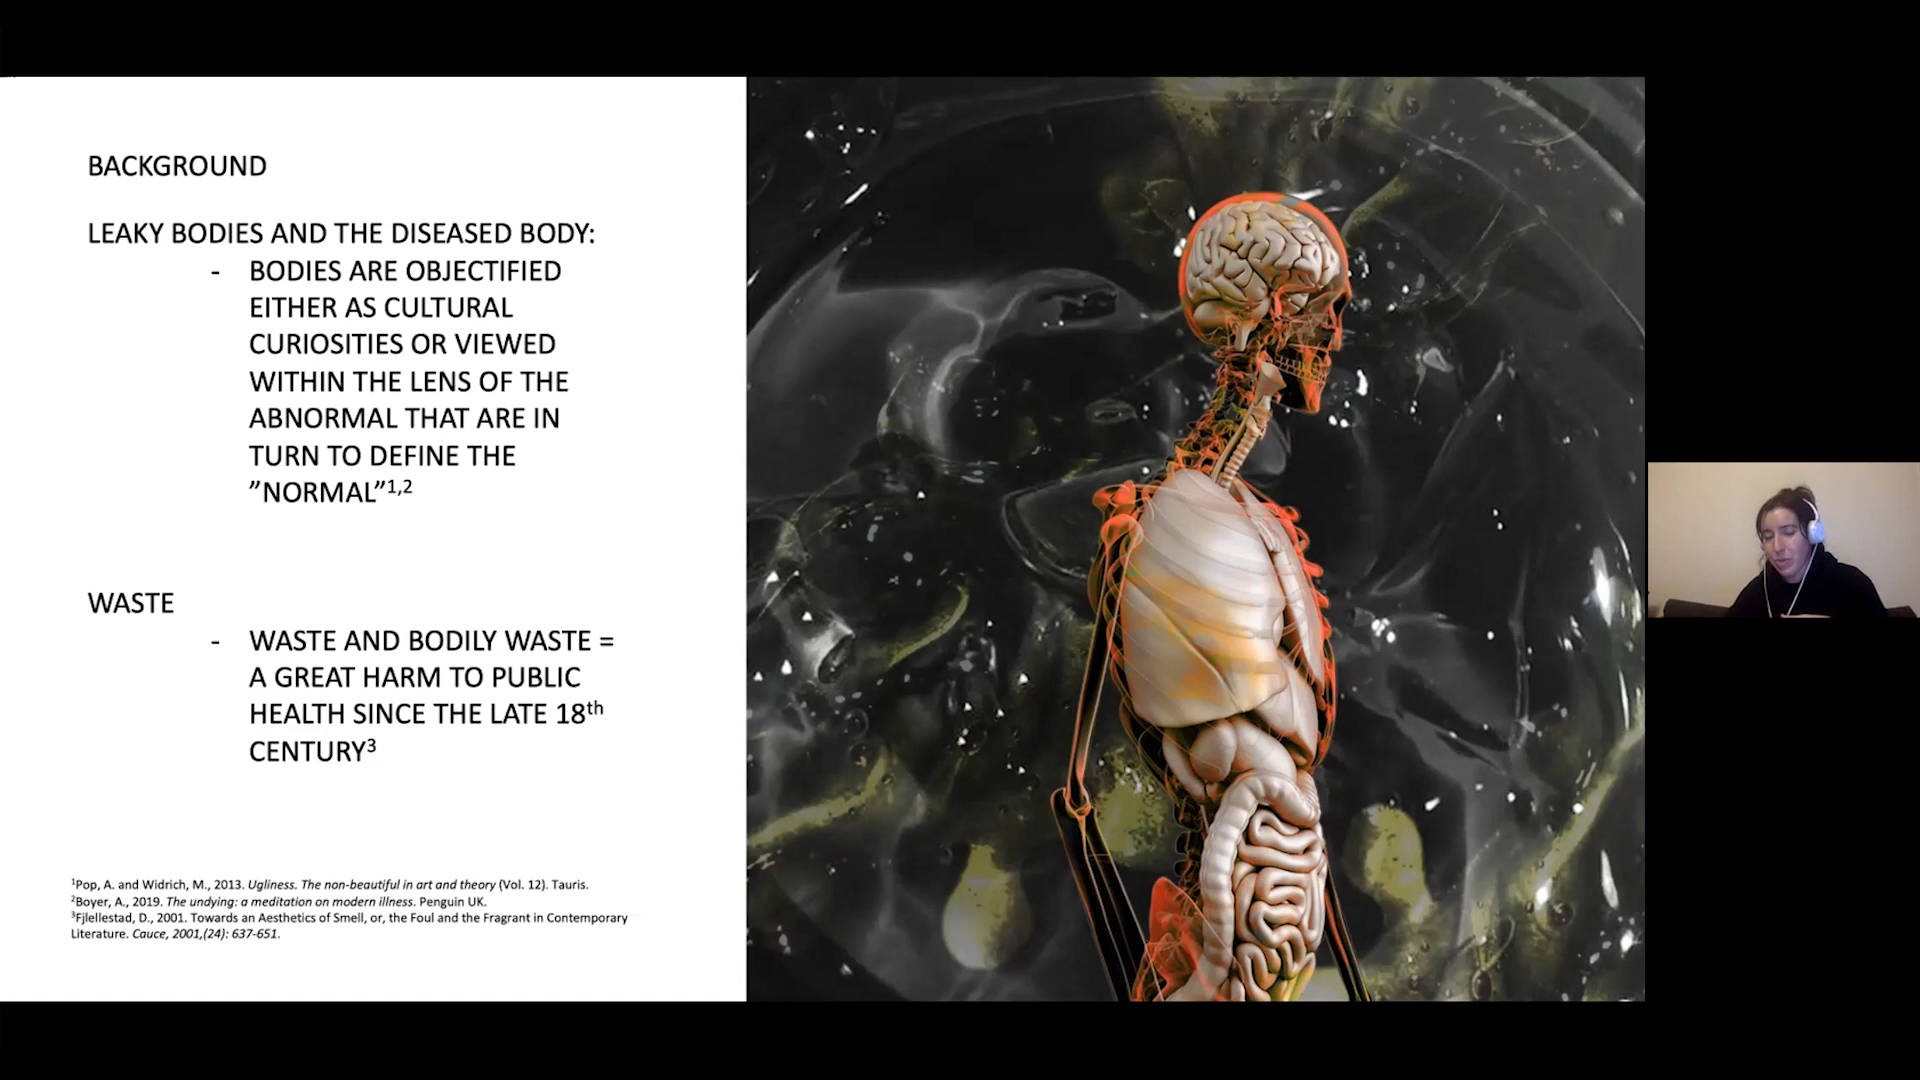 BACKGROUND
LEAKY BODIES AND THE DISEASED BODY:
- BODIES ARE OBJECTIFIED
EITHER AS CULTURAL
CURIOSITIES OR VIEWED
WITHIN THE LENS OF THE
ABNORMAL THAT ARE IN
TURN TO DEFINE THE
”NORMAL”1,2
WASTE
- WASTE AND BODILY WASTE =
A GREAT HARM TO PUBLIC
HEALTH SINCE THE LATE 18th
CENTURY3
1Pop, A. and Widrich, M., 2013. Ugliness. The non-beautiful in art and theory (Vol. 12). Tauris.
2Boyer, A., 2019. The undying: a meditation on modern illness. Penguin UK.
3Fjlellestad, D., 2001. Towards an Aesthetics of Smell, or, the Foul and the Fragrant in Contemporary
Literature. Cauce, 2001,(24): 637-651.